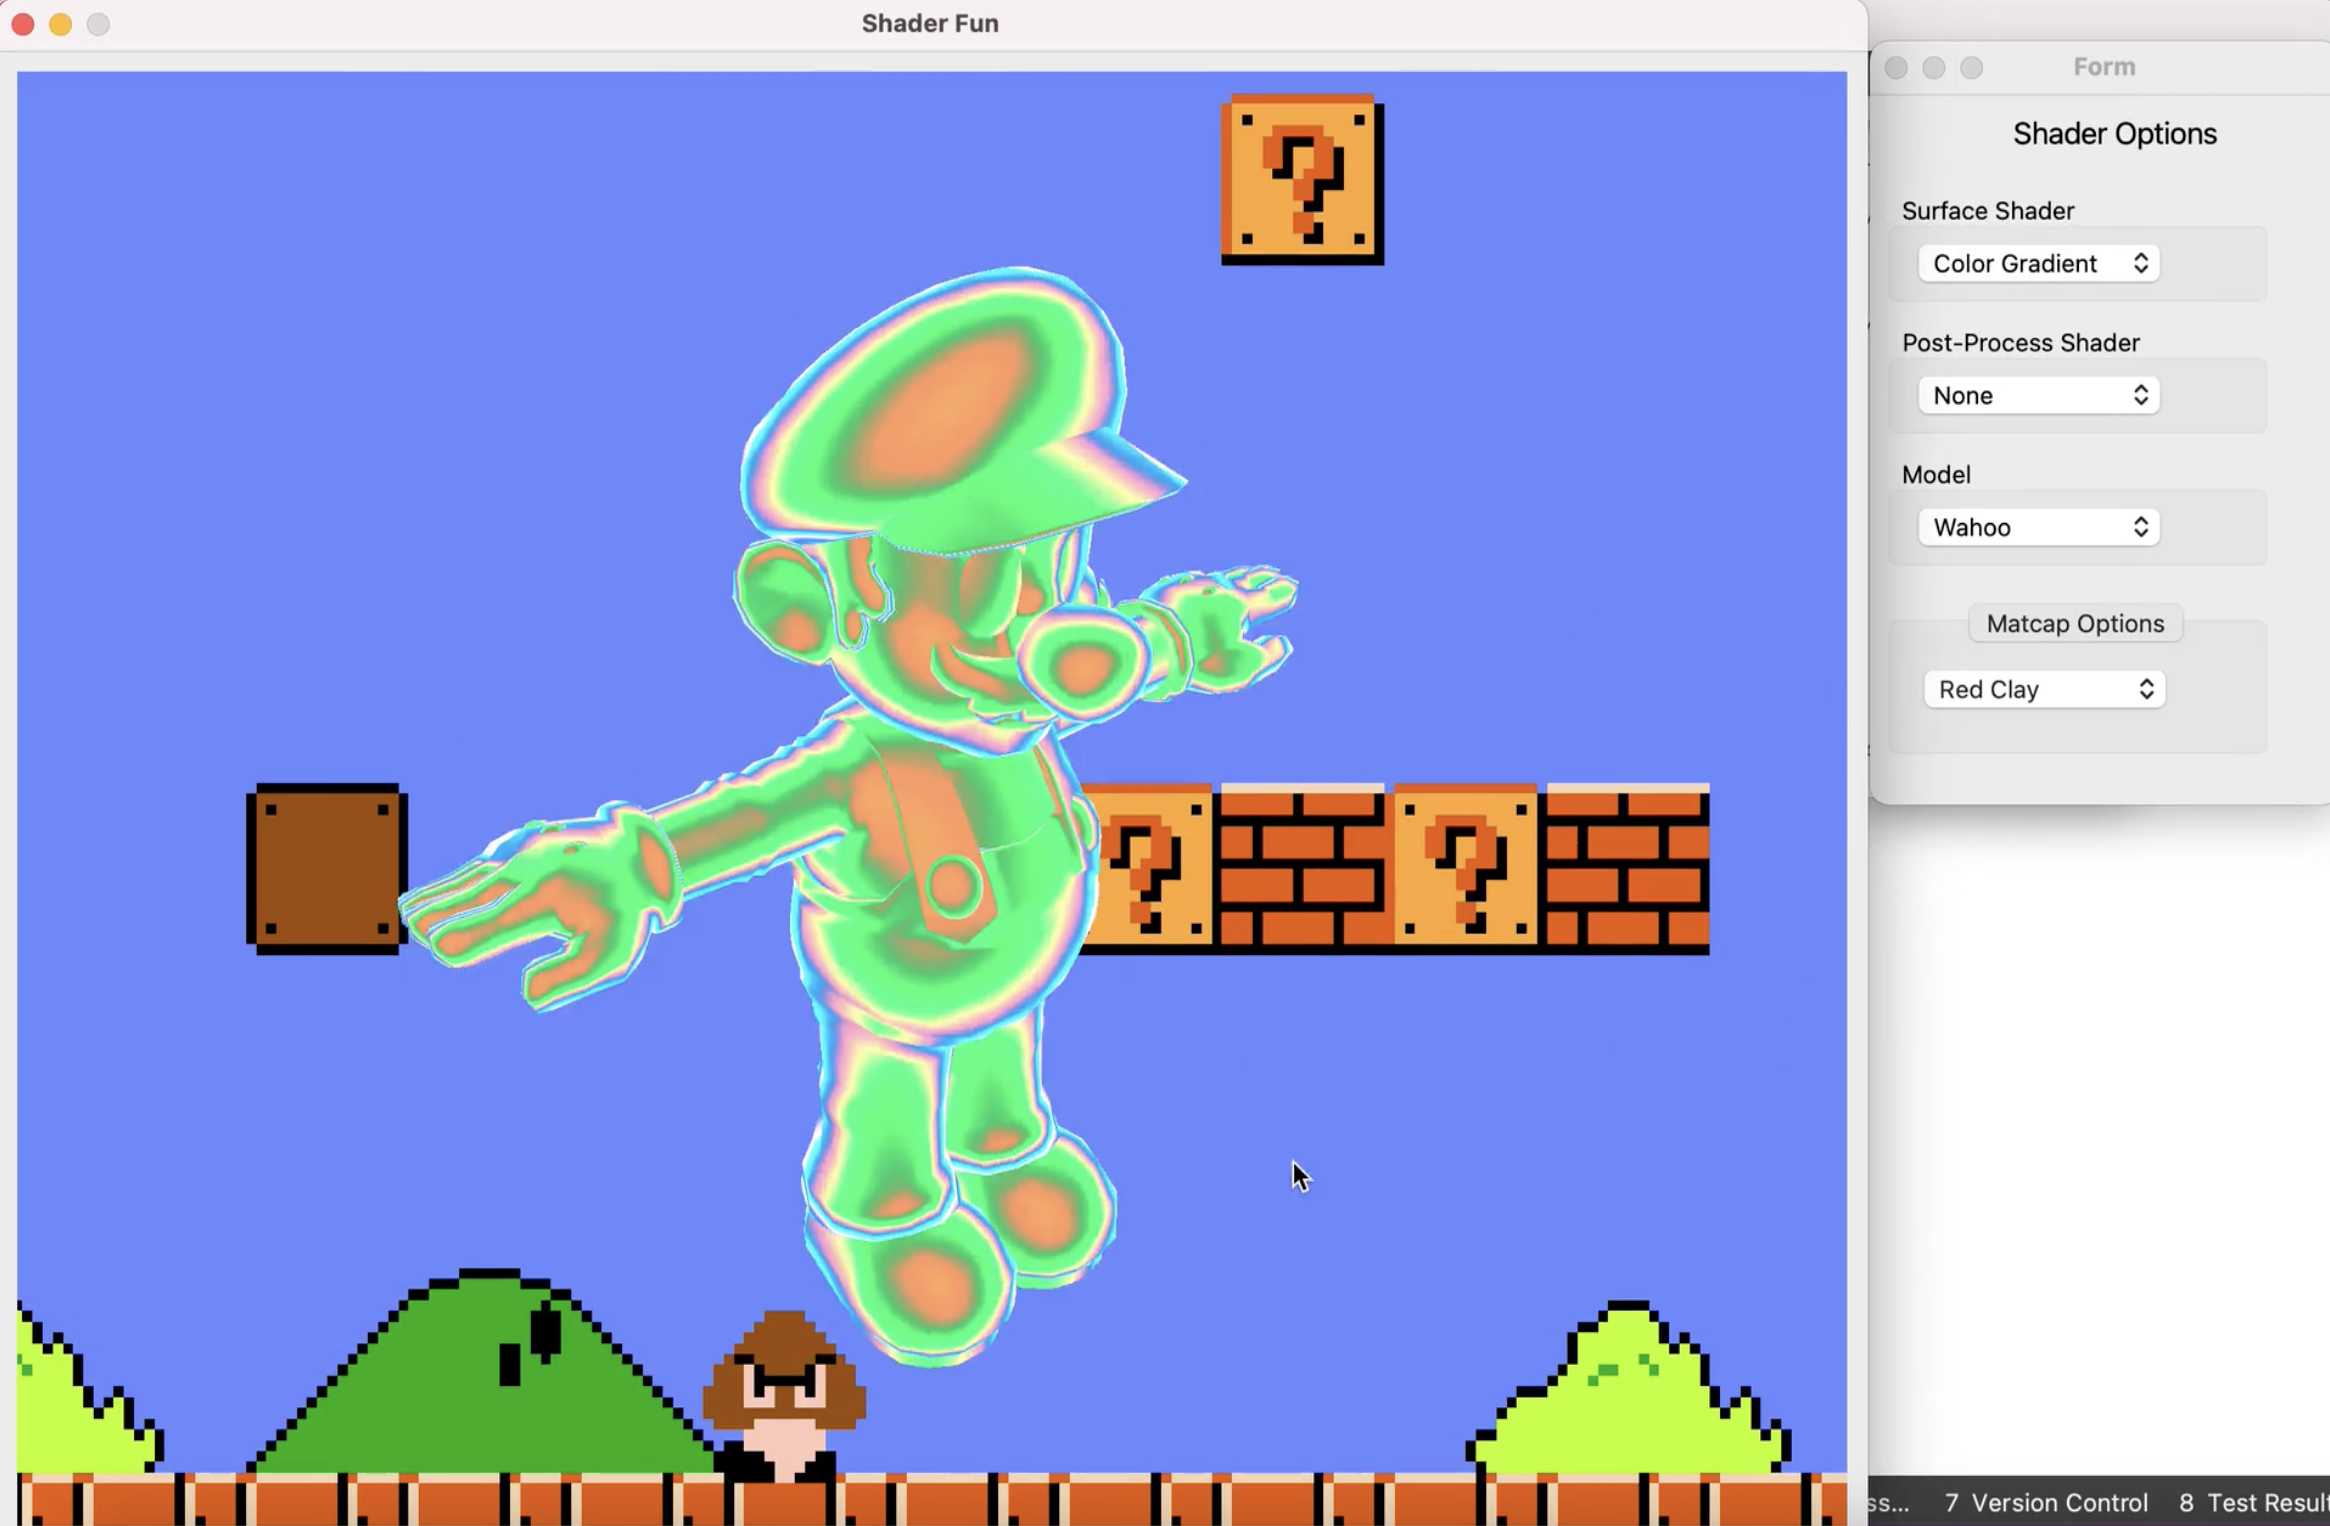 Shader Fun
?
?
?
Form
Shader Options
Surface Shader
Color Gradient
Post-Process Shader
None
Model
Wahoo
Matcap Options
Red Clay
ss... 7 Version Control 8 Test Result